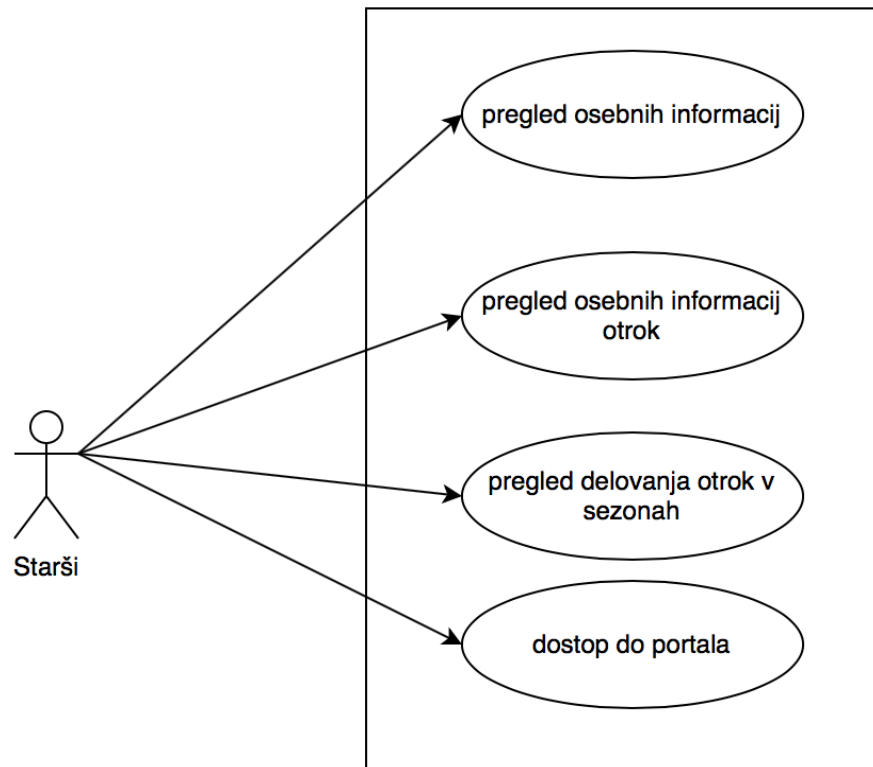 pregled osebnih informacij
pregled osebnih informacij
otrok
pregled delovanja otrok v
sezonah
Starši
dostop do portala